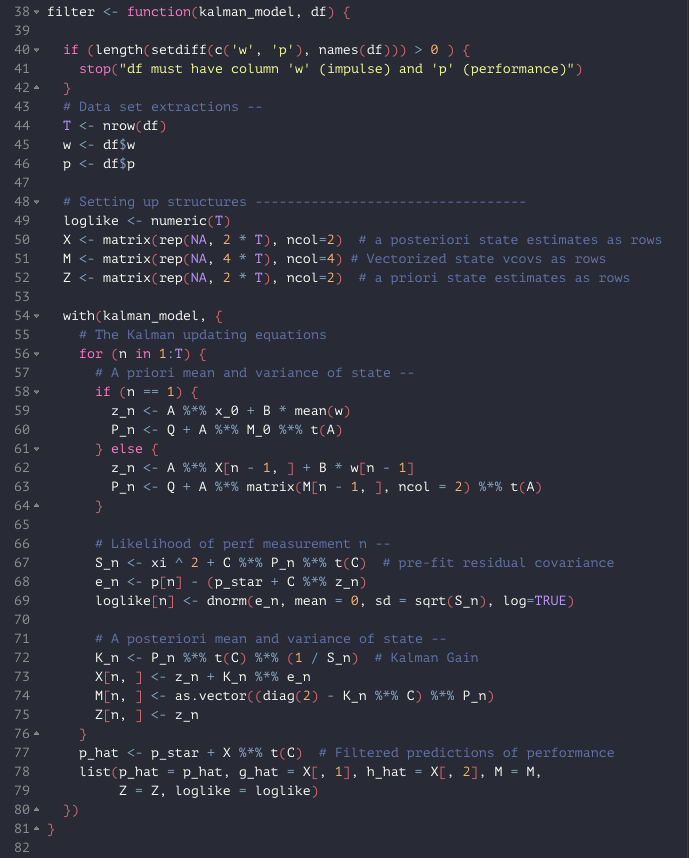 38 filter <- function(kalman_model, df) {
39
40   if (length(setdiff(c('w', 'p'), names(df))) > 0 ) {
41     stop("df must have column 'w' (impulse) and 'p' (performance)")
42   }
43   # Data set extractions --
44   T <- nrow(df)
45   w <- df$w
46   p <- df$p
47
48   # Setting up structures ----------------------------------
49   loglike <- numeric(T)
50   X <- matrix(rep(NA, 2 * T), ncol=2)  # a posteriori state estimates as rows
51   M <- matrix(rep(NA, 4 * T), ncol=4) # Vectorized state vcovs as rows
52   Z <- matrix(rep(NA, 2 * T), ncol=2)  # a priori state estimates as rows
53
54   with(kalman_model, {
55     # The Kalman updating equations
56     for (n in 1:T) {
57       # A priori mean and variance of state --
58       if (n == 1) {
59         z_n <- A %*% x_0 + B * mean(w)
60         P_n <- Q + A %*% M_0 %*% t(A)
61       } else {
62         z_n <- A %*% X[n - 1, ] + B * w[n - 1]
63         P_n <- Q + A %*% matrix(M[n - 1, ], ncol = 2) %*% t(A)
64       }
65
66       # Likelihood of perf measurement n --
67       S_n <- xi ^ 2 + C %*% P_n %*% t(C)  # pre-fit residual covariance
68       e_n <- p[n] - (p_star + C %*% z_n)
69       loglike[n] <- dnorm(e_n, mean = 0, sd = sqrt(S_n), log=TRUE)
70
71       # A posteriori mean and variance of state --
72       K_n <- P_n %*% t(C) %*% (1 / S_n)  # Kalman Gain
73       X[n, ] <- z_n + K_n %*% e_n
74       M[n, ] <- as.vector((diag(2) - K_n %*% C) %*% P_n)
75       Z[n, ] <- z_n
76     }
77     p_hat <- p_star + X %*% t(C)  # Filtered predictions of performance
78     list(p_hat = p_hat, g_hat = X[, 1], h_hat = X[, 2], M = M,
79          Z = Z, loglike = loglike)
80   })
81 }
82